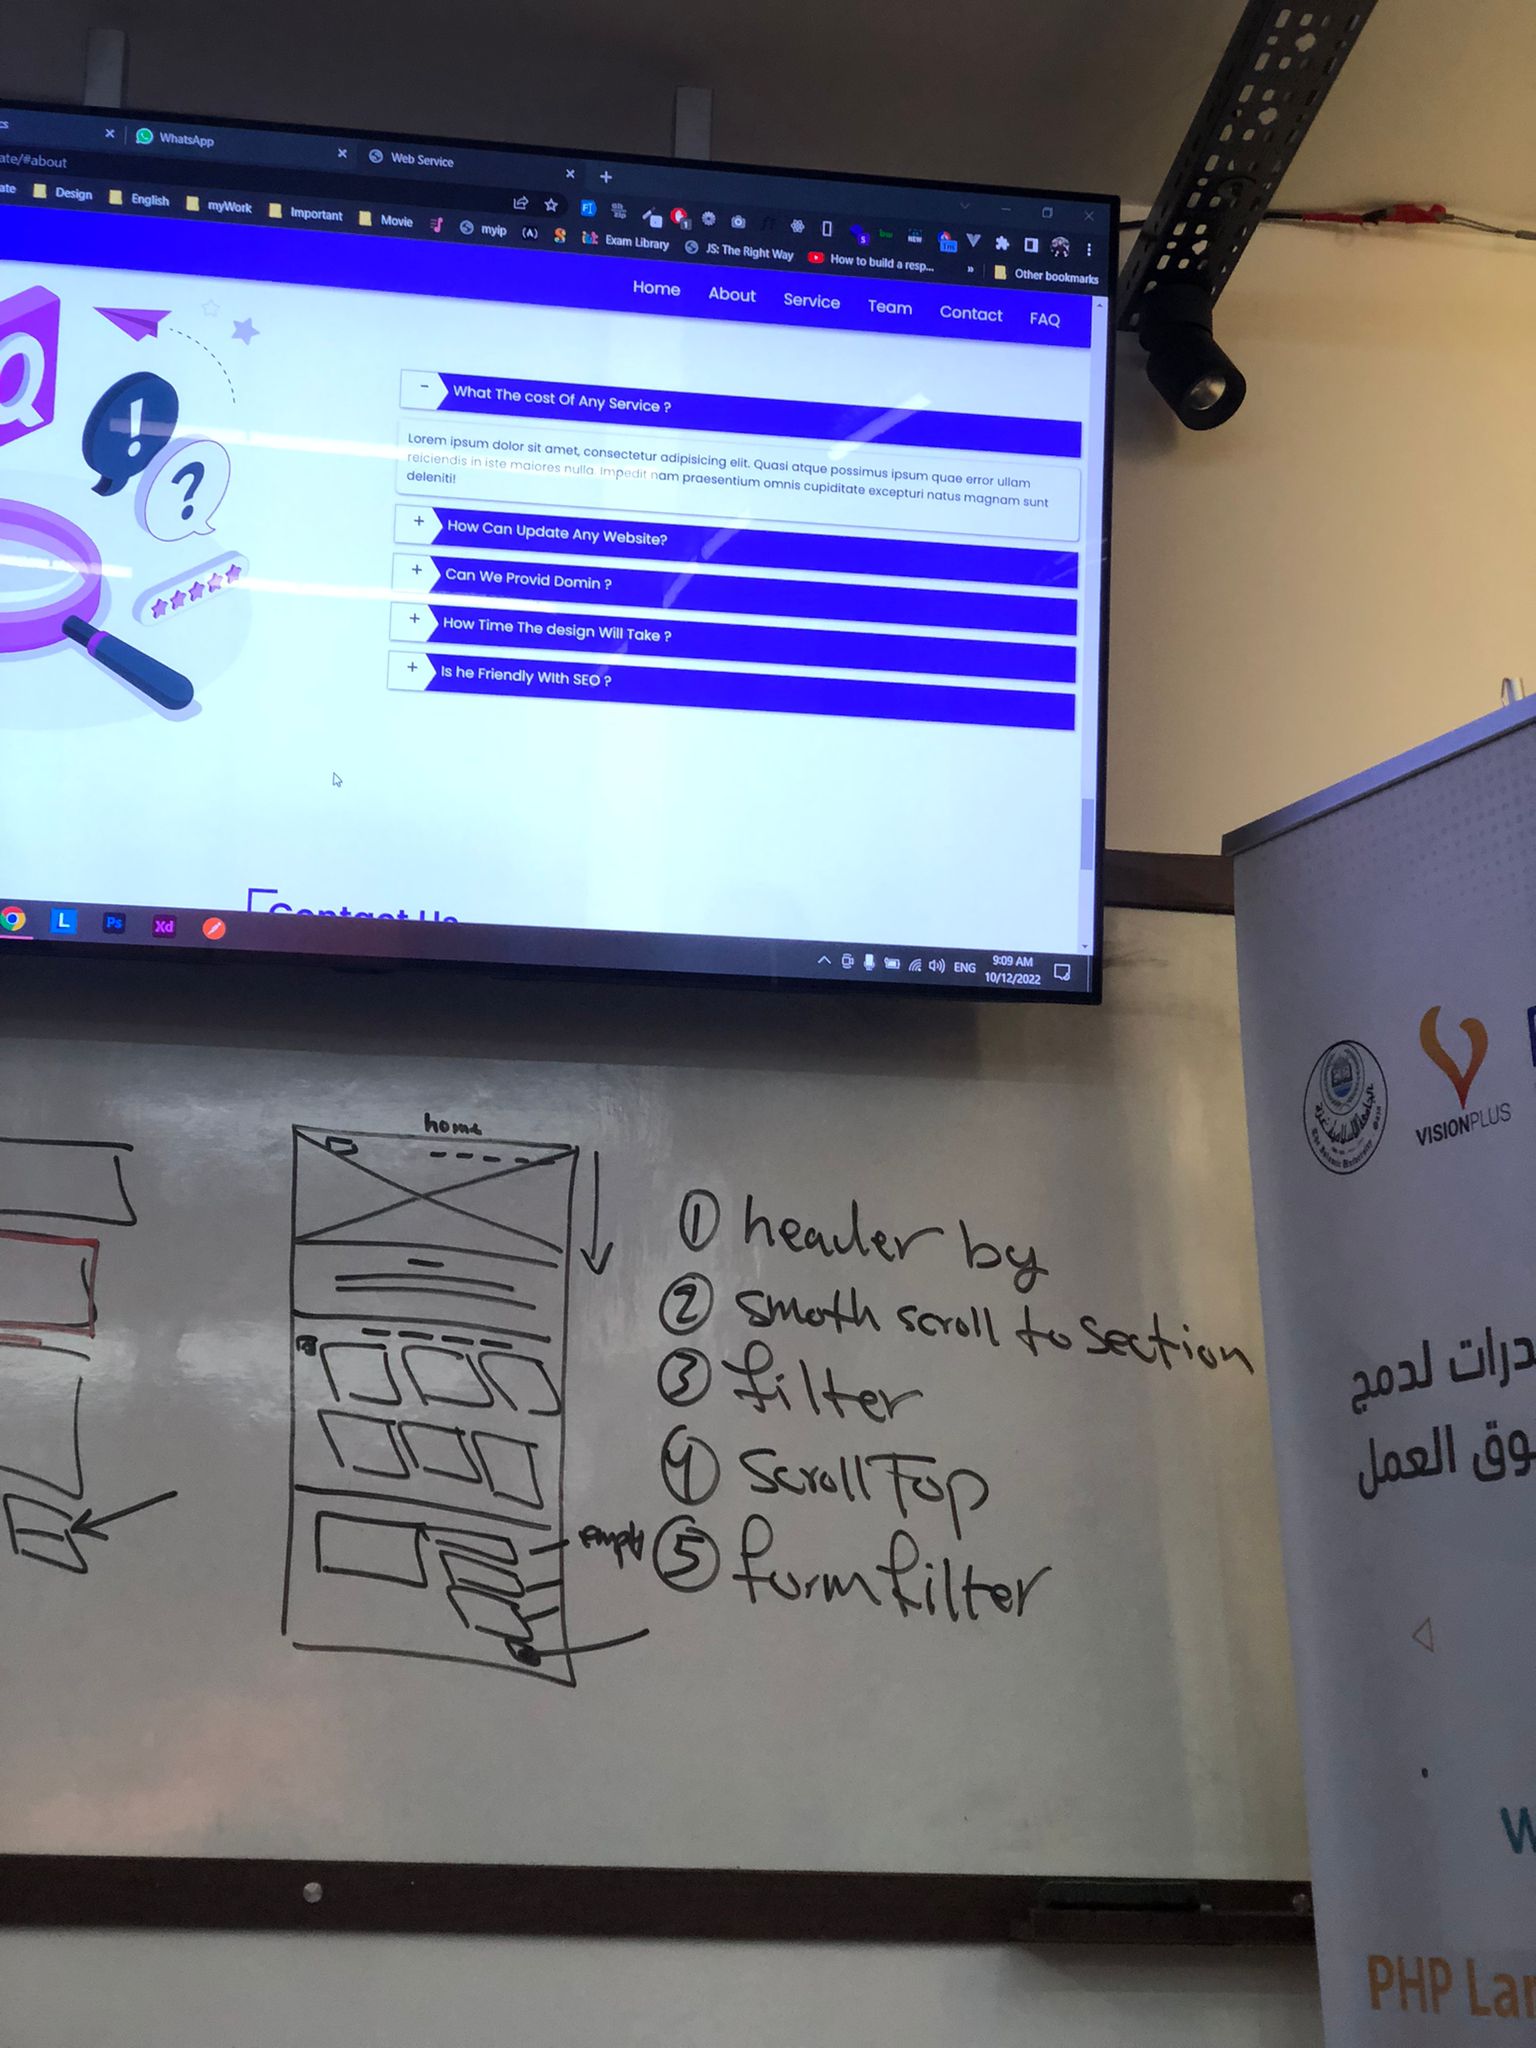 WhatsApp
Web Service
ate/#about
Design
English
myWork
Important
Movie
myip
Exam Library
JS: The Right Way
How to build a resp...
Other bookmarks
Home
About
Service
Team
Contact
FAQ
What The cost Of Any Service ?
Lorem ipsum dolor sit amet, consectetur adipisicing elit. Quasi atque possimus ipsum quae error ullam
reiciendis in iste maiores nulla. Impedit nam praesentium omnis cupiditate excepturi natus magnam sunt
deleniti!
How Can Update Any Website?
Can We Provid Domin ?
How Time The design Will Take ?
Is he Friendly With SEO ?
Contact Us
L
Ps
Xd
ENG
9:09 AM
10/12/2022
home
① header by
② smoth scroll to section
③ filter
④ scrollTop
empty
⑤ form filter
VISIONPLUS
درات لدمج
وق العمل
W
PHP Lar